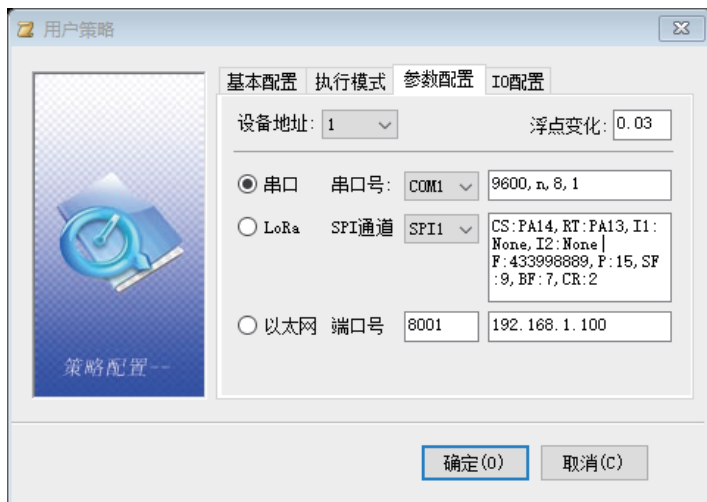 用户策略
基本配置 执行模式 参数配置 IO配置
设备地址: 1 浮点变化: 0.03
串口 串口号: COM1 9600, n, 8, 1
LoRa SPI通道 SPI1 CS:PA14, RT:PA13, I1:
None, I2:None|
F:433998889, P:15, SF
:9, BF:7, CR:2
以太网 端口号 8001 192.168.1.100
策略配置--
确定(O) 取消(C)